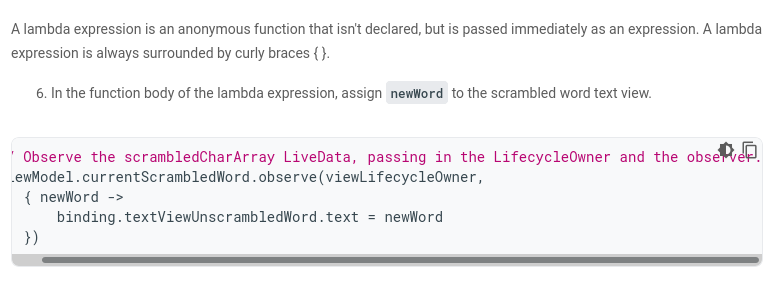 A lambda expression is an anonymous function that isn't declared, but is passed immediately as an expression. A lambda
expression is always surrounded by curly braces { }.
6. In the function body of the lambda expression, assign newWord to the scrambled word text view.
/ Observe the scrambledCharArray LiveData, passing in the LifecycleOwner and the observer.
iewModel.currentScrambledWord.observe(viewLifecycleOwner,
{ newWord ->
binding.textViewUnscrambledWord.text = newWord
})